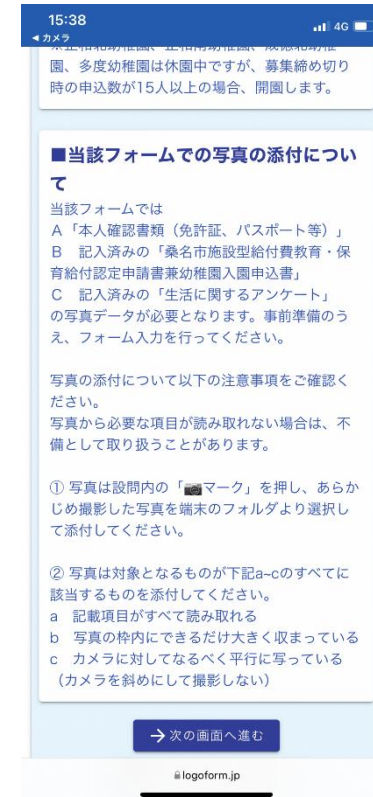 15:38
4G
◀ カメラ
園、多度幼稚園は休園中ですが、募集締め切り
時の申込数が15人以上の場合、開園します。
■当該フォームでの写真の添付につい
て
当該フォームでは
A「本人確認書類（免許証、パスポート等）」
B　記入済みの「桑名市施設型給付費教育・保
育給付認定申請書兼幼稚園入園申込書」
C　記入済みの「生活に関するアンケート」
の写真データが必要となります。事前準備のう
え、フォーム入力を行ってください。
写真の添付について以下の注意事項をご確認く
ださい。
写真から必要な項目が読み取れない場合は、不
備として取り扱うことがあります。
① 写真は設問内の「📷マーク」を押し、あらか
じめ撮影した写真を端末のフォルダより選択し
て添付してください。
② 写真は対象となるものが下記a~cのすべてに
該当するものを添付してください。
a　記載項目がすべて読み取れる
b　写真の枠内にできるだけ大きく収まっている
c　カメラに対してなるべく平行に写っている
（カメラを斜めにして撮影しない）
→次の画面へ進む
logoform.jp